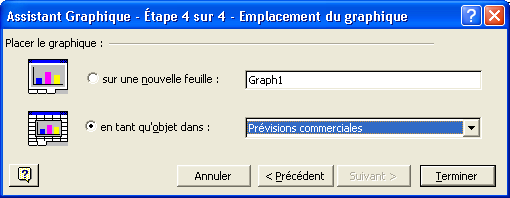 Assistant Graphique - Étape 4 sur 4 - Emplacement du graphique
Placer le graphique :
sur une nouvelle feuille :
Graph1
en tant qu'objet dans :
Prévisions commerciales
Annuler
< Précédent
Suivant >
Terminer